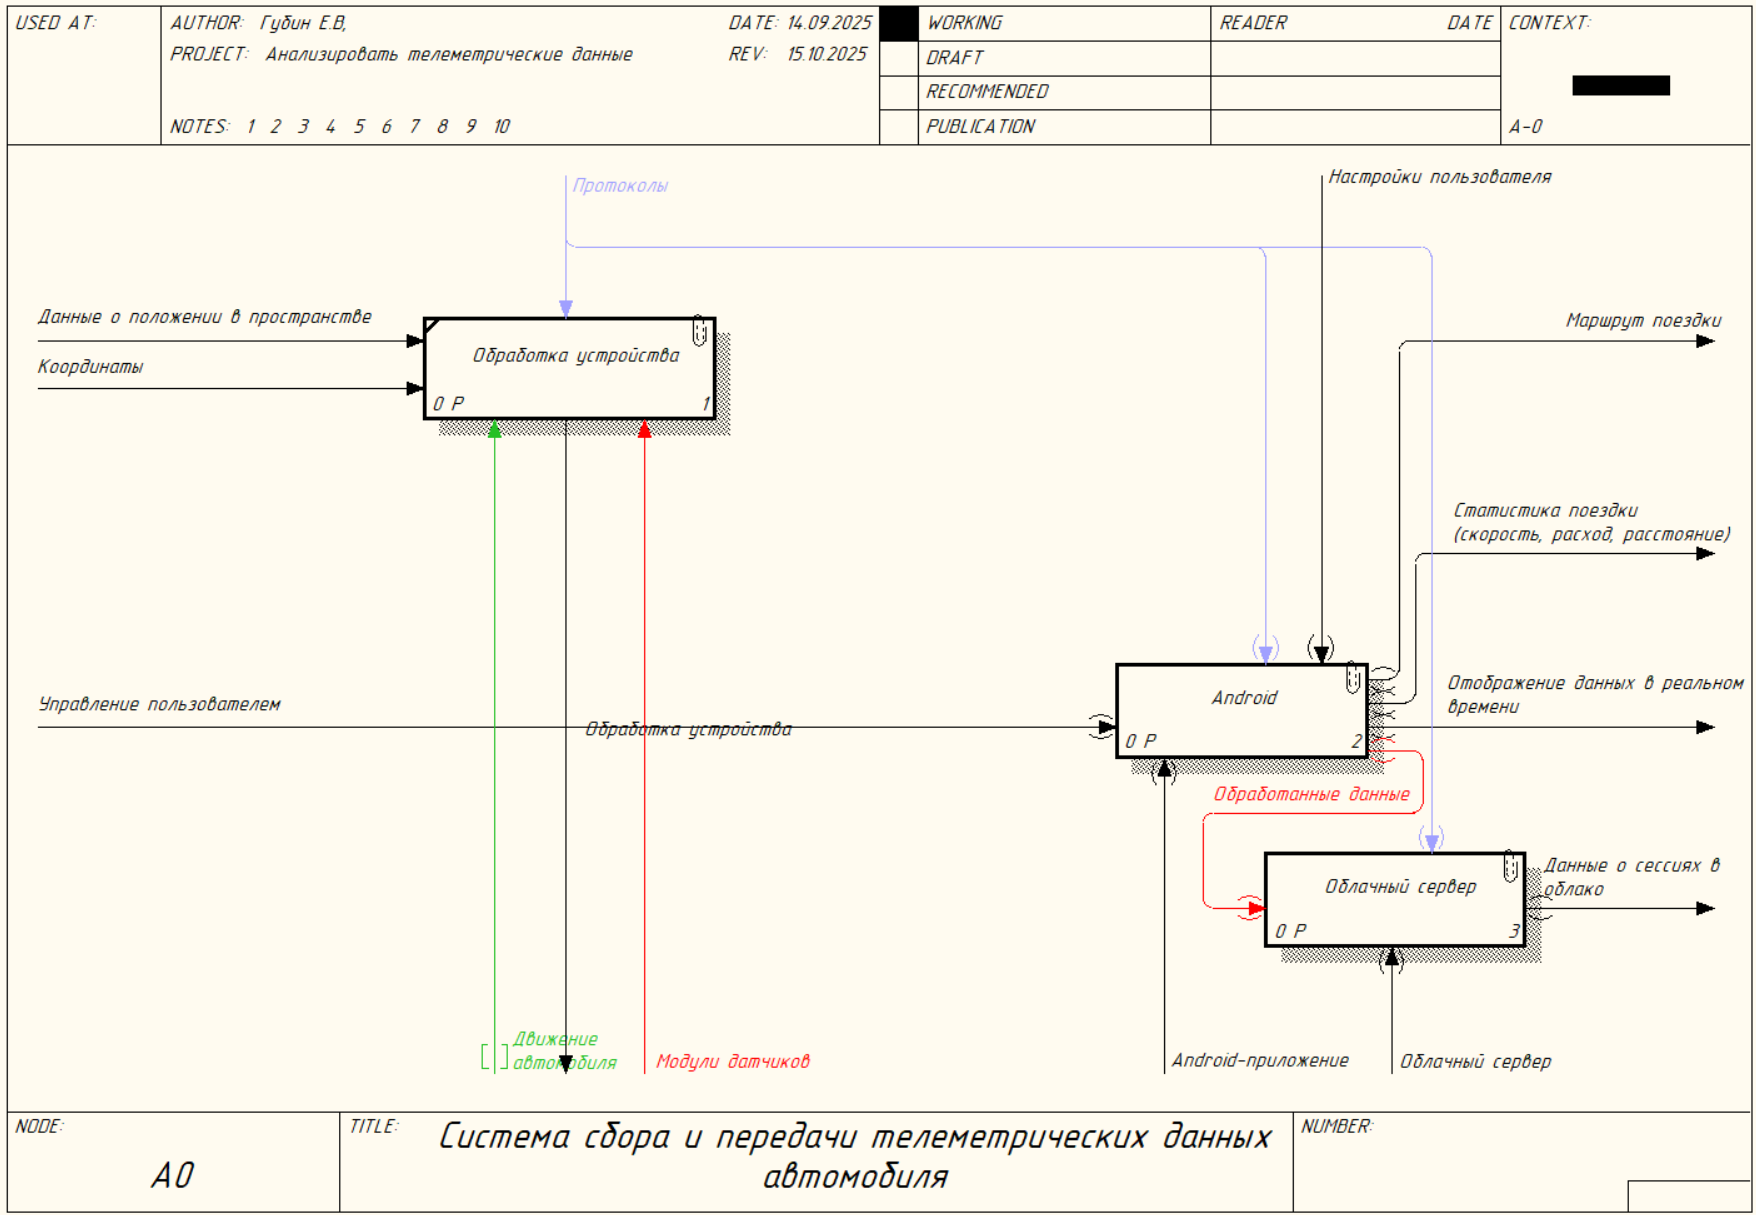 USED AT:
AUTHOR: Губин Е.В,
DATE: 14.09.2025
PROJECT: Анализировать телеметрические данные
REV: 15.10.2025
NOTES: 1 2 3 4 5 6 7 8 9 10
WORKING
DRAFT
RECOMMENDED
PUBLICATION
READER DATE
CONTEXT:
A-0
Протоколы
Настройки пользователя
Данные о положении в пространстве
Координаты
Обработка устройства
0 Р 1
Маршрут поездки
Статистика поездки
(скорость, расход, расстояние)
Управление пользователем
Обработка устройства
Android
0 Р 2
Отображение данных в реальном
времени
Обработанные данные
Облачный сервер
0 Р 3
Данные о сессиях в
облако
Движение
автомобиля
Модули датчиков
Android-приложение
Облачный сервер
NODE:
A0
TITLE:
Система сбора и передачи телеметрических данных
автомобиля
NUMBER: